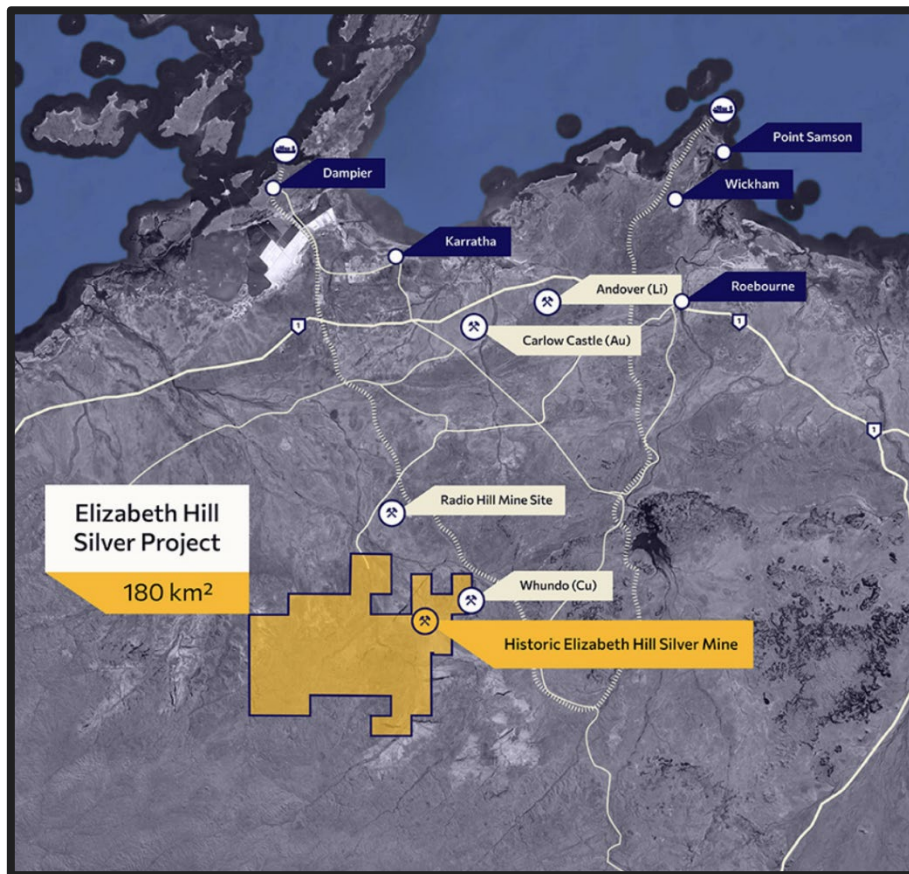 Point Samson
Dampier
Wickham
Karratha
Andover (Li)
Roebourne
1
1
Carlow Castle (Au)
1
Elizabeth Hill
Silver Project
180 km²
Radio Hill Mine Site
Whundo (Cu)
Historic Elizabeth Hill Silver Mine